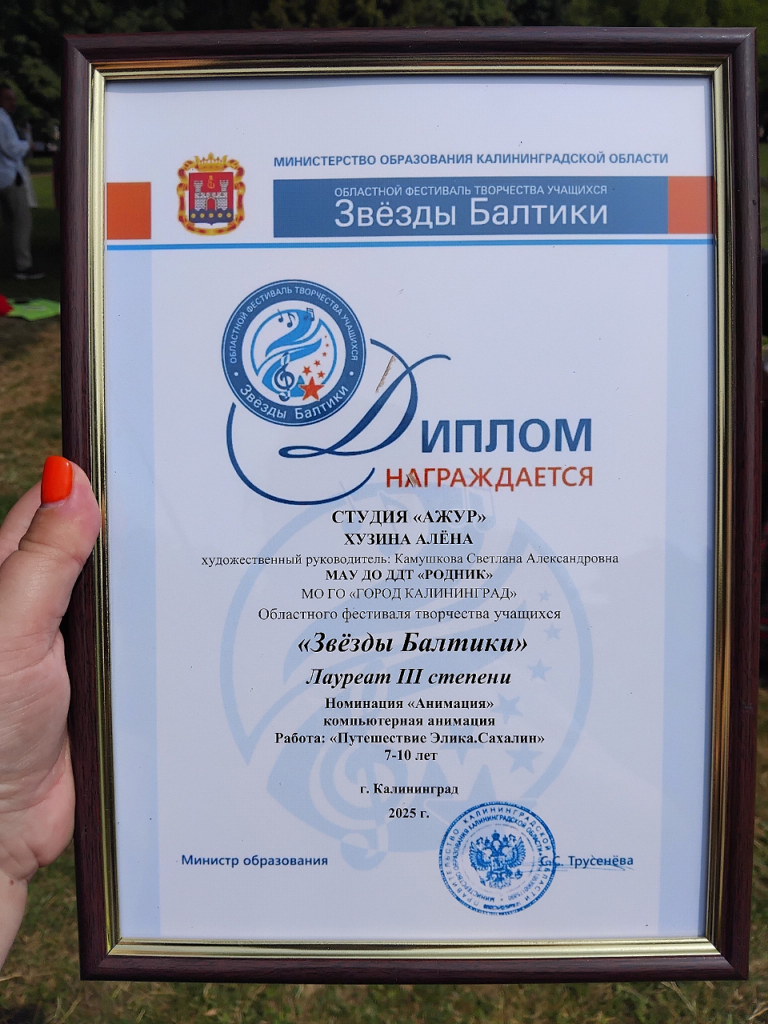 МИНИСТЕРСТВО ОБРАЗОВАНИЯ КАЛИНИНГРАДСКОЙ ОБЛАСТИ
ОБЛАСТНОЙ ФЕСТИВАЛЬ ТВОРЧЕСТВА УЧАЩИХСЯ
Звёзды Балтики
ОБЛАСТНОЙ ФЕСТИВАЛЬ ТВОРЧЕСТВА УЧАЩИХСЯ
Звёзды Балтики
ДИПЛОМ
НАГРАЖДАЕТСЯ
СТУДИЯ «АЖУР»
ХУЗИНА АЛЁНА
художественный руководитель: Камушкова Светлана Александровна
МАУ ДО ДДТ «РОДНИК»
МО ГО «ГОРОД КАЛИНИНГРАД»
Областного фестиваля творчества учащихся
«Звёзды Балтики»
Лауреат III степени
Номинация «Анимация»
компьютерная анимация
Работа: «Путешествие Элика.Сахалин»
7-10 лет
г. Калининград
2025 г.
Министр образования
С.С. Трусенёва
ПРАВИТЕЛЬСТВО КАЛИНИНГРАДСКОЙ ОБЛАСТИ